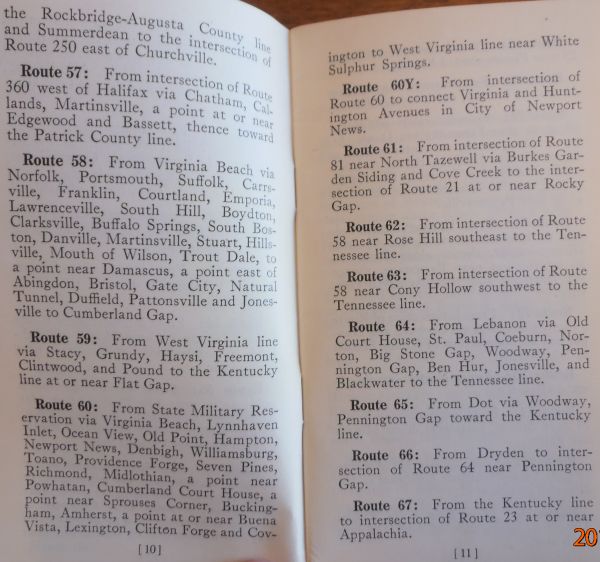 the Rockbridge-Augusta County line
and Summerdean to the intersection of
Route 250 east of Churchville.
Route 57: From intersection of Route
360 west of Halifax via Chatham, Cal-
lands, Martinsville, a point at or near
Edgewood and Bassett, thence toward
the Patrick County line.
Route 58: From Virginia Beach via
Norfolk, Portsmouth, Suffolk, Carrs-
ville, Franklin, Courtland, Emporia,
Lawrenceville, South Hill, Boydton,
Clarksville, Buffalo Springs, South Bos-
ton, Danville, Martinsville, Stuart, Hills-
ville, Mouth of Wilson, Trout Dale, to
a point near Damascus, a point east of
Abingdon, Bristol, Gate City, Natural
Tunnel, Duffield, Pattonsville and Jones-
ville to Cumberland Gap.
Route 59: From West Virginia line
via Stacy, Grundy, Haysi, Freemont,
Clintwood, and Pound to the Kentucky
line at or near Flat Gap.
Route 60: From State Military Res-
ervation via Virginia Beach, Lynnhaven
Inlet, Ocean View, Old Point, Hampton,
Newport News, Denbigh, Williamsburg,
Toano, Providence Forge, Seven Pines,
Richmond, Midlothian, a point near
Powhatan, Cumberland Court House, a
point near Sprouses Corner, Bucking-
ham, Amherst, a point at or near Buena
Vista, Lexington, Clifton Forge and Cov-
[10]
ington to West Virginia line near White
Sulphur Springs.
Route 60Y: From intersection of
Route 60 to connect Virginia and Hunt-
ington Avenues in City of Newport
News.
Route 61: From intersection of Route
81 near North Tazewell via Burkes Gar-
den Siding and Cove Creek to the inter-
section of Route 21 at or near Rocky
Gap.
Route 62: From intersection of Route
58 near Rose Hill southeast to the Ten-
nessee line.
Route 63: From intersection of Route
58 near Cony Hollow southwest to the
Tennessee line.
Route 64: From Lebanon via Old
Court House, St. Paul, Coeburn, Nor-
ton, Big Stone Gap, Woodway, Pen-
nington Gap, Ben Hur, Jonesville, and
Blackwater to the Tennessee line.
Route 65: From Dot via Woodway,
Pennington Gap toward the Kentucky
line.
Route 66: From Dryden to inter-
section of Route 64 near Pennington
Gap.
Route 67: From the Kentucky line
to intersection of Route 23 at or near
Appalachia.
[11]